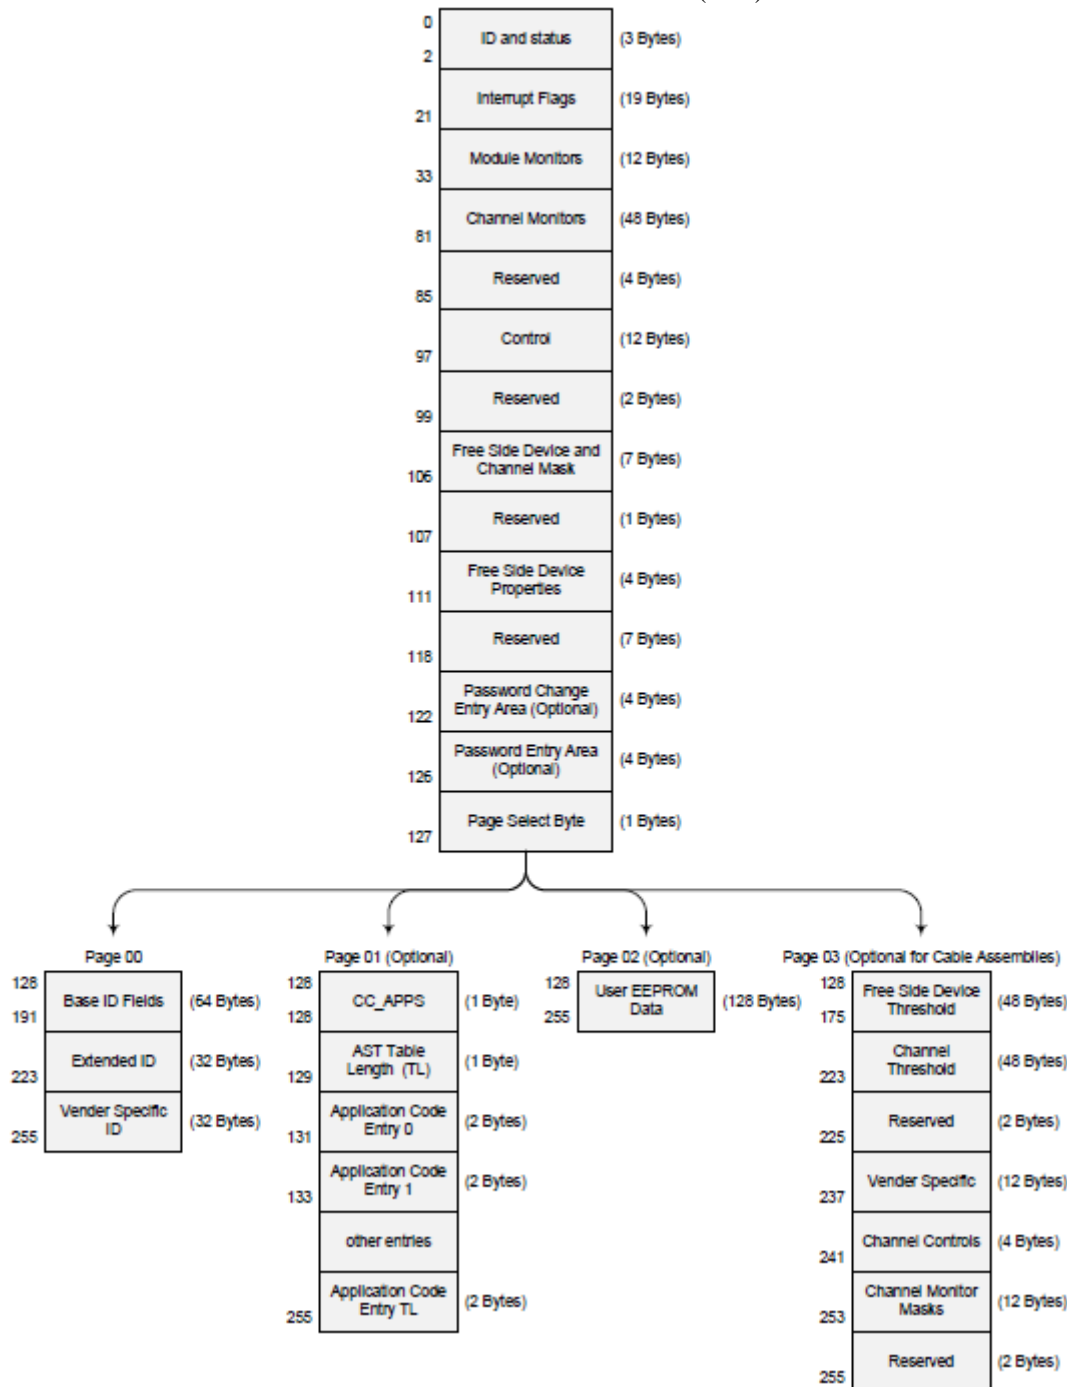 0
ID and status (3 Bytes)
2
Interrupt Flags (19 Bytes)
21
Module Monitors (12 Bytes)
33
Channel Monitors (48 Bytes)
81
Reserved (4 Bytes)
85
Control (12 Bytes)
97
Reserved (2 Bytes)
99
Free Side Device and
Channel Mask (7 Bytes)
106
Reserved (1 Bytes)
107
Free Side Device
Properties (4 Bytes)
111
Reserved (7 Bytes)
118
Password Change
Entry Area (Optional) (4 Bytes)
122
Password Entry Area
(Optional) (4 Bytes)
126
Page Select Byte (1 Bytes)
127
Page 00
128
Base ID Fields (64 Bytes)
191
Extended ID (32 Bytes)
223
Vender Specific
ID (32 Bytes)
255
Page 01 (Optional)
128
CC_APPS (1 Byte)
128
AST Table
Length (TL) (1 Byte)
129
Application Code
Entry 0 (2 Bytes)
131
Application Code
Entry 1 (2 Bytes)
133
other entries
Application Code
Entry TL (2 Bytes)
255
Page 02 (Optional)
128
User EEPROM
Data (128 Bytes)
255
Page 03 (Optional for Cable Assemblies)
128
Free Side Device
Threshold (48 Bytes)
175
Channel
Threshold (48 Bytes)
223
Reserved (2 Bytes)
225
Vender Specific (12 Bytes)
237
Channel Controls (4 Bytes)
241
Channel Monitor
Masks (12 Bytes)
253
Reserved (2 Bytes)
255